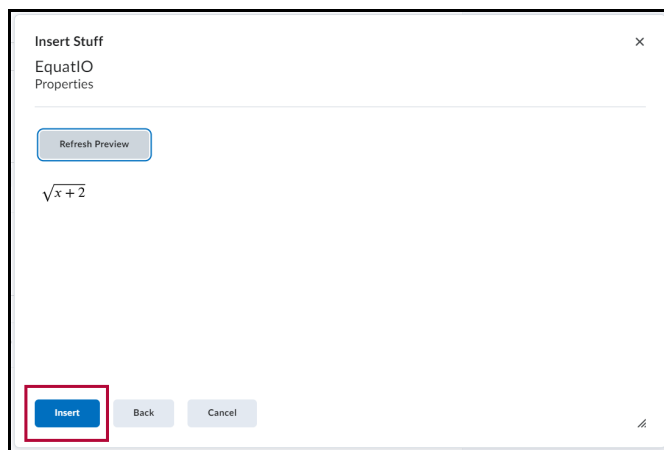 Insert Stuff
EquatIO
Properties
Refresh Preview
√x + 2
Insert Back Cancel